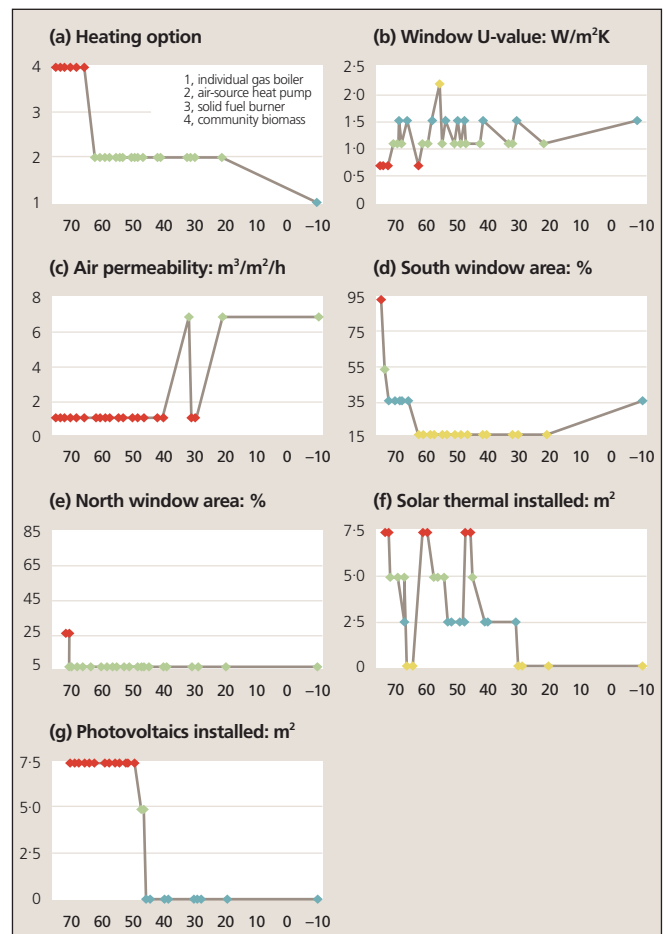 (a) Heating option
4
3
2
1
1, individual gas boiler
2, air-source heat pump
3, solid fuel burner
4, community biomass
70 60 50 40 30 20 10 0 –10
(b) Window U-value: W/m²K
2·5
2·0
1·5
1·0
0·5
0
70 60 50 40 30 20 10 0 –10
(c) Air permeability: m³/m²/h
8
6
4
2
0
70 60 50 40 30 20 10 0 –10
(d) South window area: %
95
75
55
35
15
70 60 50 40 30 20 10 0 –10
(e) North window area: %
85
65
45
25
5
70 60 50 40 30 20 10 0 –10
(f) Solar thermal installed: m²
7·5
5·0
2·5
0
70 60 50 40 30 20 10 0 –10
(g) Photovoltaics installed: m²
7·5
5·0
2·5
0
70 60 50 40 30 20 10 0 –10